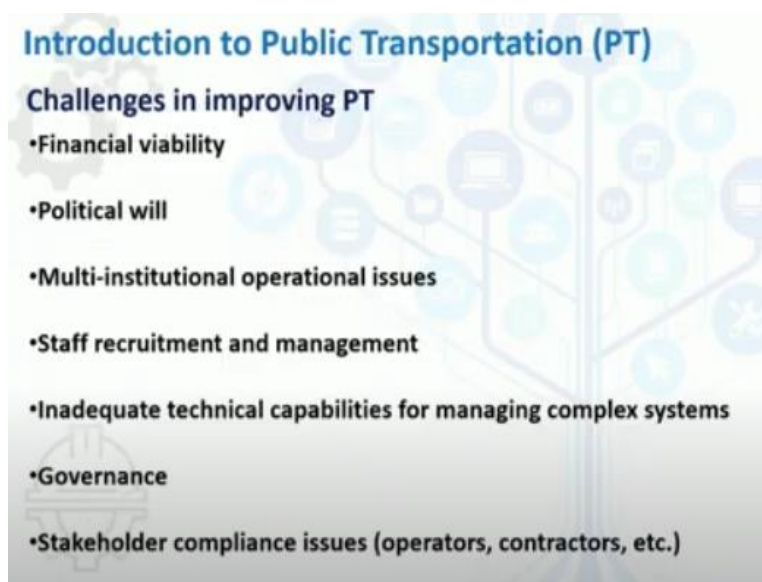 Introduction to Public Transportation (PT)
Challenges in improving PT
•Financial viability
•Political will
•Multi-institutional operational issues
•Staff recruitment and management
•Inadequate technical capabilities for managing complex systems
•Governance
•Stakeholder compliance issues (operators, contractors, etc.)